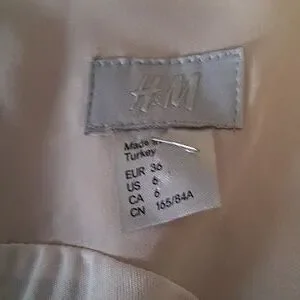 H&M
Made in
Turkey
EUR 36
US 6
CA 6
CN 165/84A